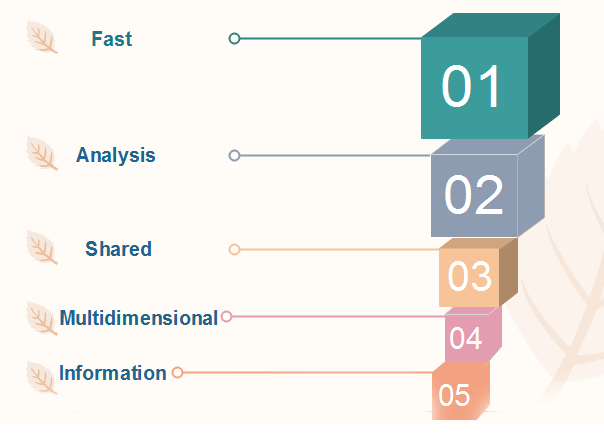 Fast 01
Analysis 02
Shared 03
Multidimensional 04
Information 05